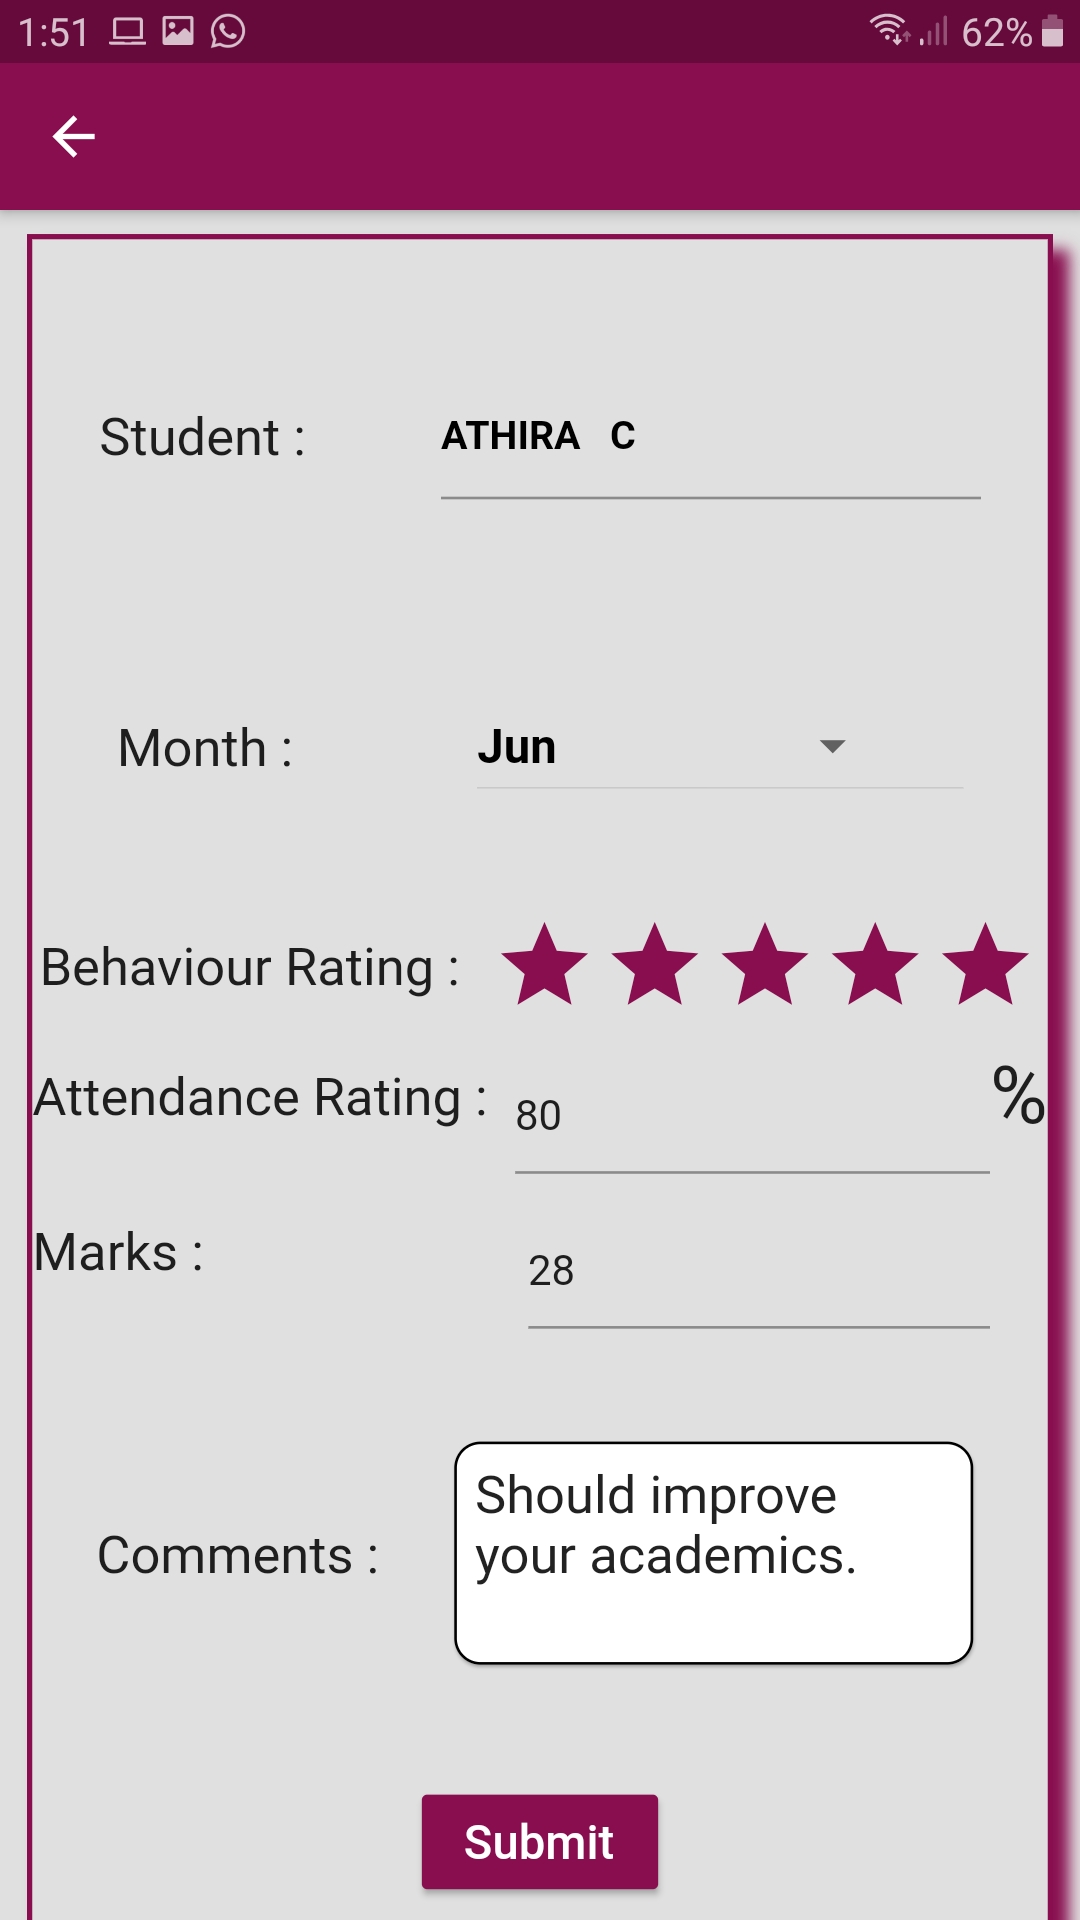 1:51 62%
Student : ATHIRA C
Month : Jun
Behaviour Rating :
Attendance Rating : 80 %
Marks : 28
Comments : Should improve
your academics.
Submit